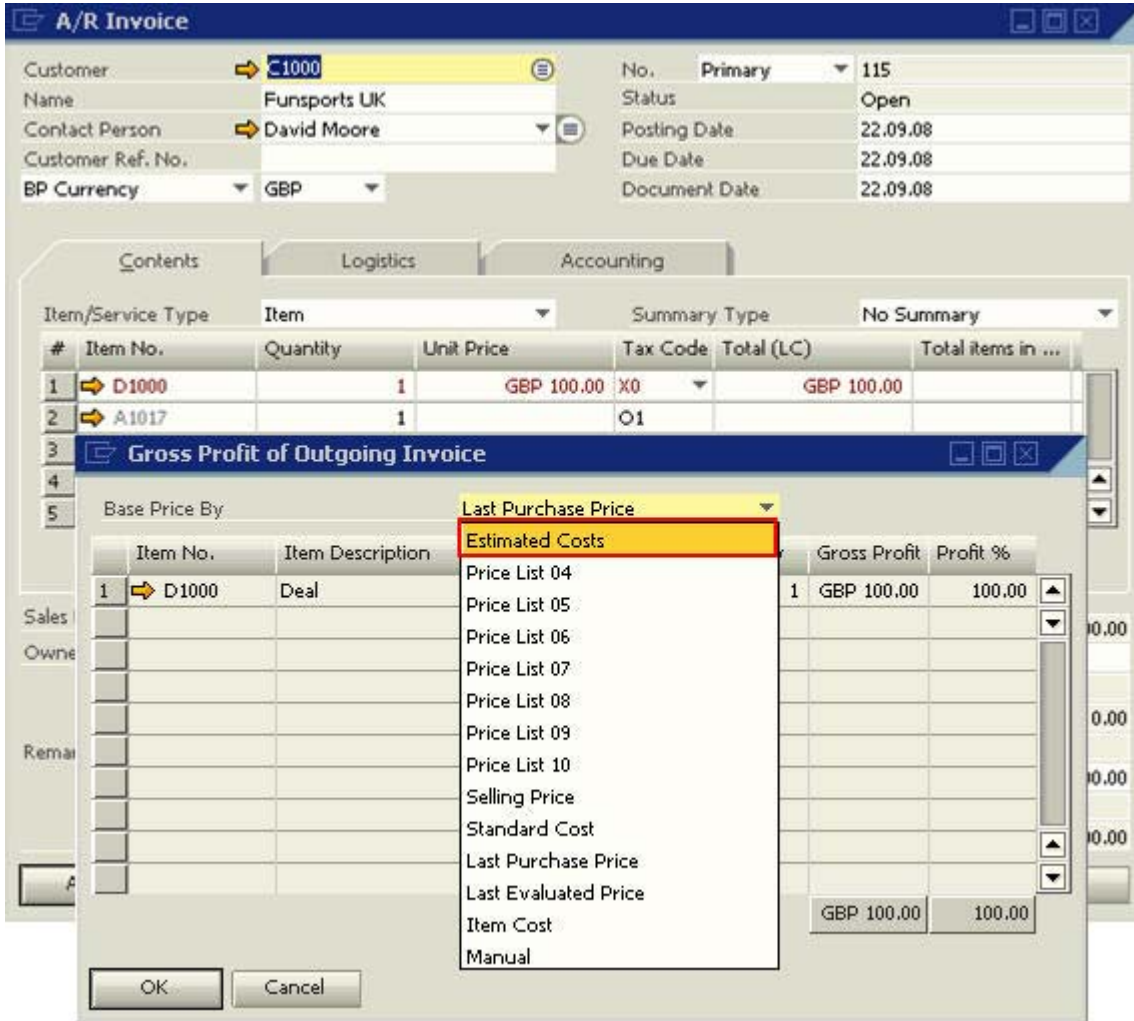 A/R Invoice
Customer C1000 No. Primary 115
Name Funsports UK Status Open
Contact Person David Moore Posting Date 22.09.08
Customer Ref. No. Due Date 22.09.08
BP Currency GBP Document Date 22.09.08
Contents Logistics Accounting
Item/Service Type Item Summary Type No Summary
# Item No. Quantity Unit Price Tax Code Total (LC) Total items in ...
1 D1000 1 GBP 100.00 X0 GBP 100.00
2 A1017 1 O1
3
4
5
Gross Profit of Outgoing Invoice
Base Price By Last Purchase Price
Item No. Item Description Gross Profit Profit %
1 D1000 Deal 1 GBP 100.00 100.00
GBP 100.00 100.00
Estimated Costs
Price List 04
Price List 05
Price List 06
Price List 07
Price List 08
Price List 09
Price List 10
Selling Price
Standard Cost
Last Purchase Price
Last Evaluated Price
Item Cost
Manual
OK Cancel
Sales
0.00